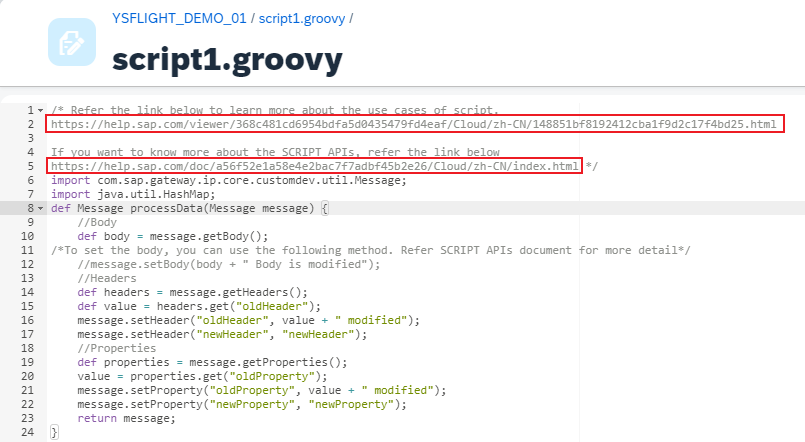 YSFLIGHT_DEMO_01 / script1.groovy /
script1.groovy
1 /* Refer the link below to learn more about the use cases of script.
2 https://help.sap.com/viewer/368c481cd6954bdfa5d0435479fd4eaf/Cloud/zh-CN/148851bf8192412cba1f9d2c17f4bd25.html
3
4 If you want to know more about the SCRIPT APIs, refer the link below
5 https://help.sap.com/doc/a56f52e1a58e4e2bac7f7adbf45b2e26/Cloud/zh-CN/index.html */
6 import com.sap.gateway.ip.core.customdev.util.Message;
7 import java.util.HashMap;
8 def Message processData(Message message) {
9 //Body
10 def body = message.getBody();
11 /*To set the body, you can use the following method. Refer SCRIPT APIs document for more detail*/
12 //message.setBody(body + " Body is modified");
13 //Headers
14 def headers = message.getHeaders();
15 def value = headers.get("oldHeader");
16 message.setHeader("oldHeader", value + " modified");
17 message.setHeader("newHeader", "newHeader");
18 //Properties
19 def properties = message.getProperties();
20 value = properties.get("oldProperty");
21 message.setProperty("oldProperty", value + " modified");
22 message.setProperty("newProperty", "newProperty");
23 return message;
24 }